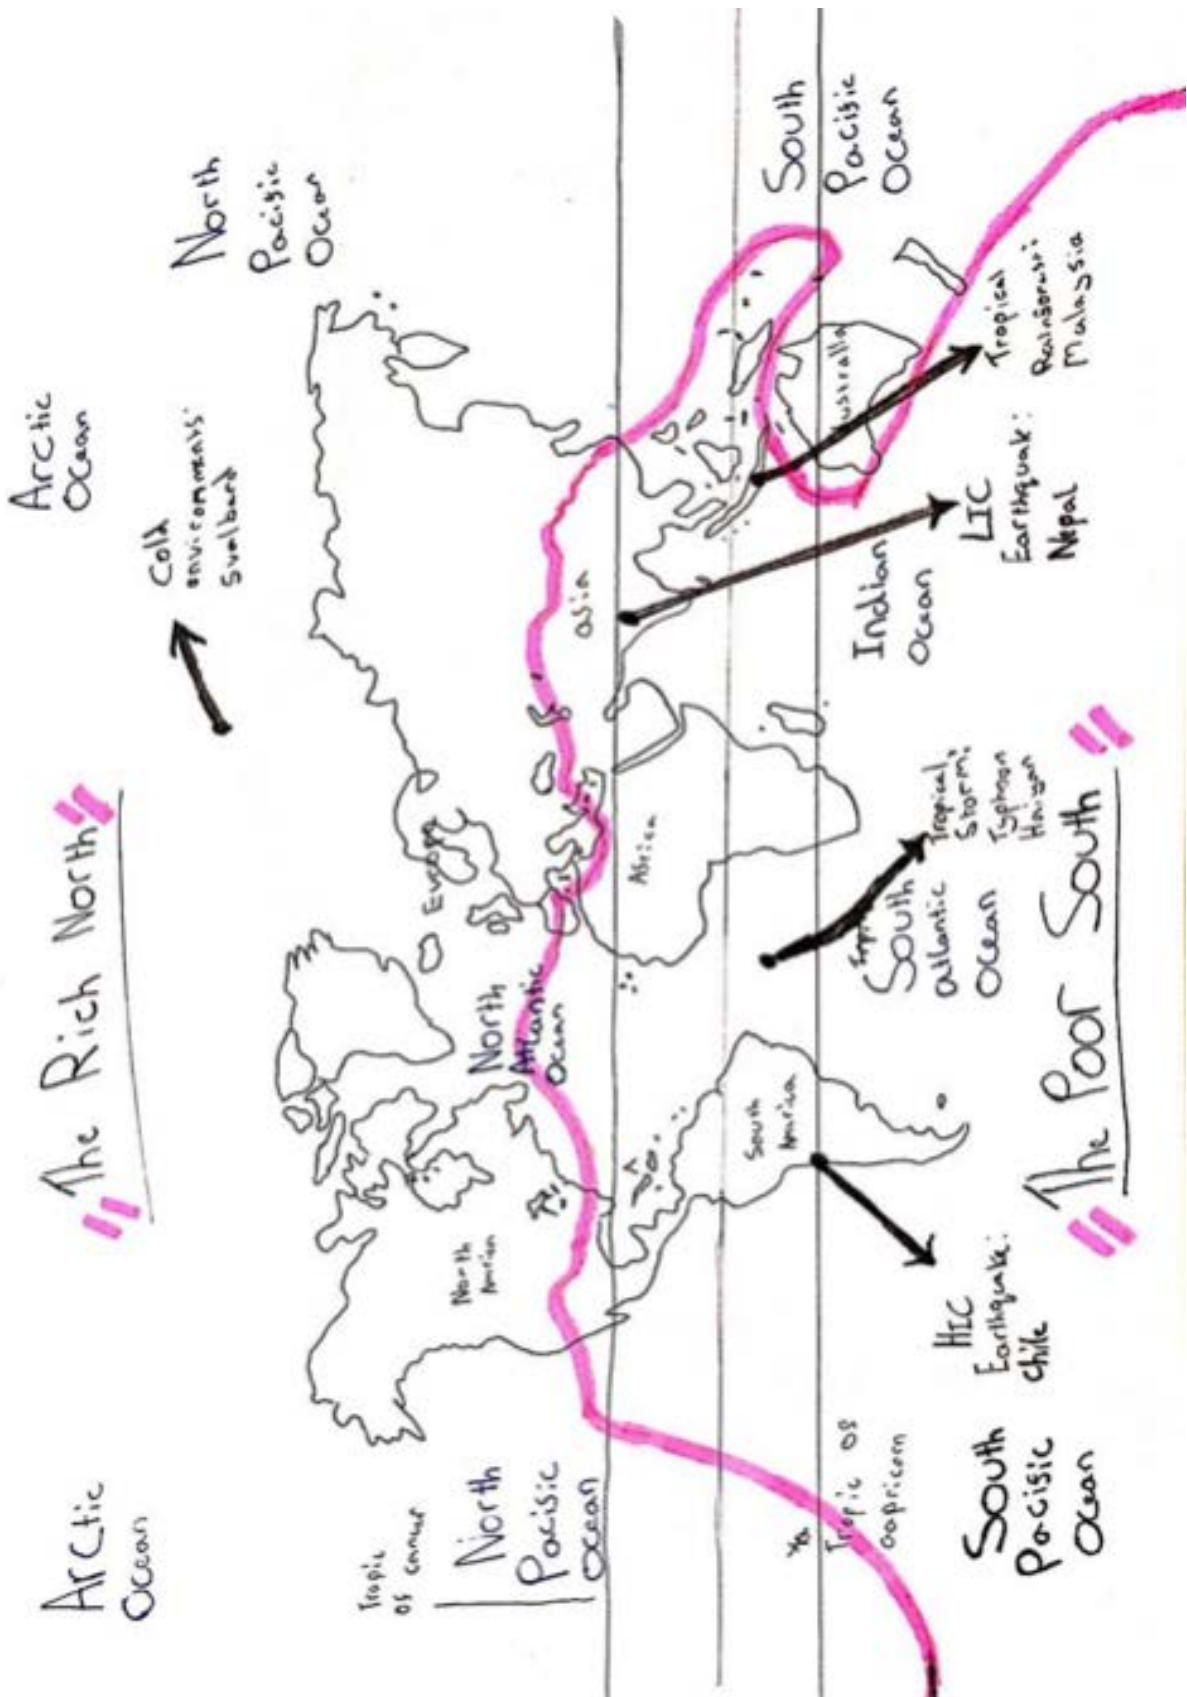 Arctic
Ocean
"The Rich North"
Arctic
Ocean
Cold
environments:
Svalbard
North
Pacific
Ocean
Tropic
of cancer
North
Pacific
Ocean
North
America
North
Atlantic
Ocean
Europe
asia
Africa
South
America
Australia
South
Pacific
Ocean
Tropic of
capricorn
South
atlantic
Ocean
Tropical
Storm:
Typhoon
Haiyan
Indian
Ocean
LIC
Earthquake:
Nepal
Tropical
Malaysia
HIC
Earthquake:
Chile
South
Pacific
Ocean
"The Poor South"